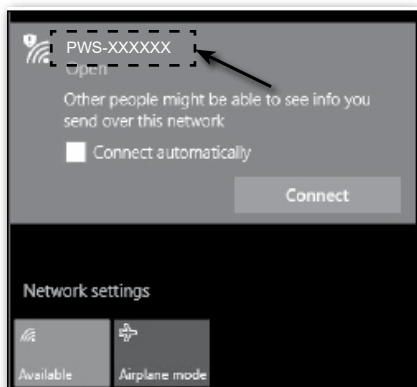 PWS-XXXXXX
Open
Other people might be able to see info you
send over this network
Connect automatically
Connect
Network settings
Available
Airplane mode